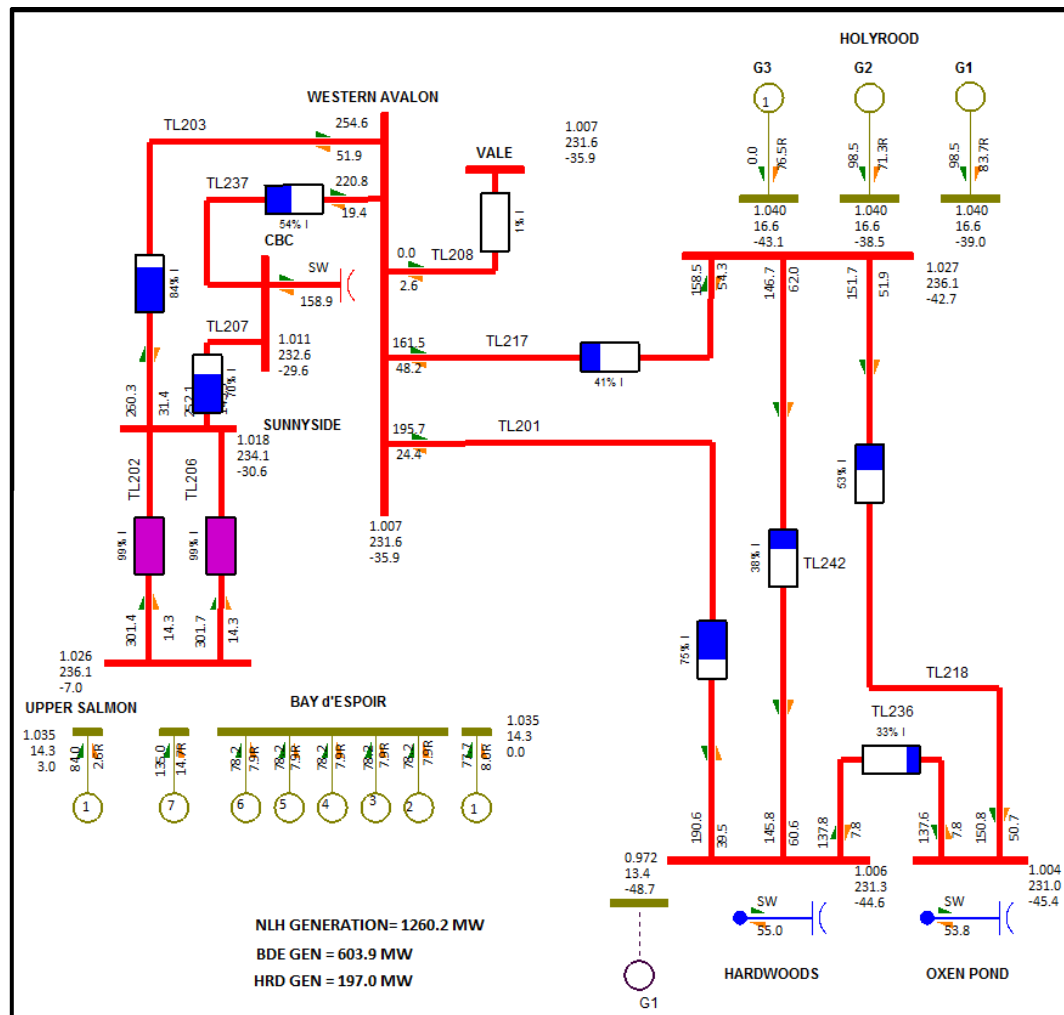 HOLYROOD
G3
G2
G1
1
0.0
76.5R
98.5
71.3R
98.5
83.7R
1.040
16.6
-43.1
1.040
16.6
-38.5
1.040
16.6
-39.0
1.027
236.1
-42.7
158.5
54.3
146.7
62.0
151.7
51.9
WESTERN AVALON
TL203
254.6
51.9
TL237
220.8
19.4
54% I
VALE
1.007
231.6
-35.9
1% I
0.0
TL208
2.6
CBC
SW
158.9
84% I
TL207
1.011
232.6
-29.6
70% I
161.5
48.2
TL217
41% I
260.3
31.4
252.1
SUNNYSIDE
1.018
234.1
-30.6
195.7
24.4
TL201
TL202
TL206
99% I
99% I
1.007
231.6
-35.9
53% I
38% I
TL242
301.4
14.3
301.7
14.3
75% I
1.026
236.1
-7.0
TL218
TL236
33% I
UPPER SALMON
BAY d'ESPOIR
1.035
14.3
3.0
84.0
2.6R
135.0
14.7R
78.2
7.9R
78.2
7.9R
78.2
7.9R
78.2
7.9R
78.2
7.9R
77.7
8.0R
1.035
14.3
0.0
1
7
6
5
4
3
2
1
190.6
39.5
145.8
60.6
137.8
7.8
137.6
7.8
150.8
50.7
0.972
13.4
-48.7
1.006
231.3
-44.6
1.004
231.0
-45.4
SW
55.0
SW
53.8
NLH GENERATION= 1260.2 MW
BDE GEN = 603.9 MW
HRD GEN = 197.0 MW
HARDWOODS
OXEN POND
G1